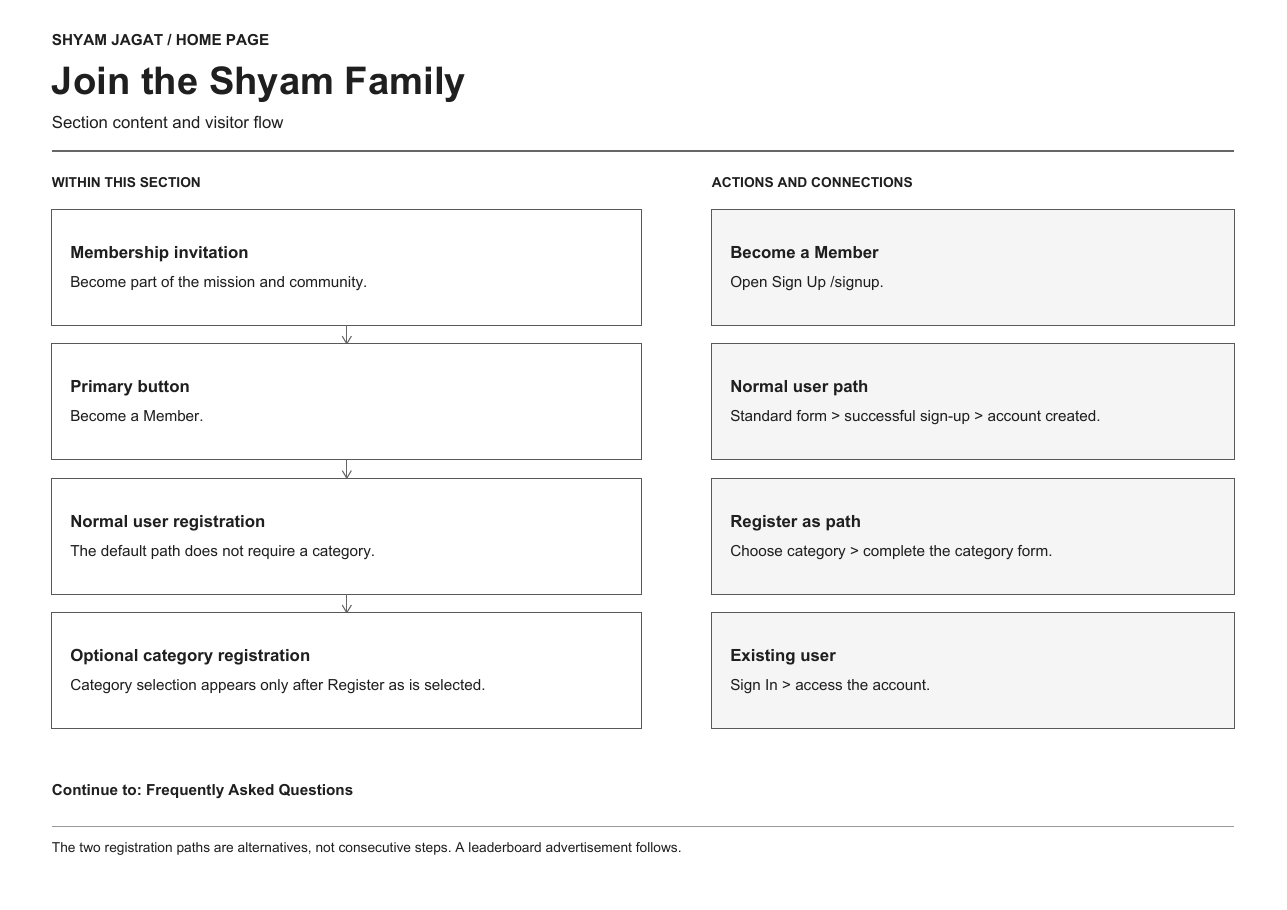 SHYAM JAGAT / HOME PAGE
Join the Shyam Family
Section content and visitor flow
WITHIN THIS SECTION
Membership invitation
Become part of the mission and community.
Primary button
Become a Member.
Normal user registration
The default path does not require a category.
Optional category registration
Category selection appears only after Register as is selected.
ACTIONS AND CONNECTIONS
Become a Member
Open Sign Up /signup.
Normal user path
Standard form > successful sign-up > account created.
Register as path
Choose category > complete the category form.
Existing user
Sign In > access the account.
Continue to: Frequently Asked Questions
The two registration paths are alternatives, not consecutive steps. A leaderboard advertisement follows.